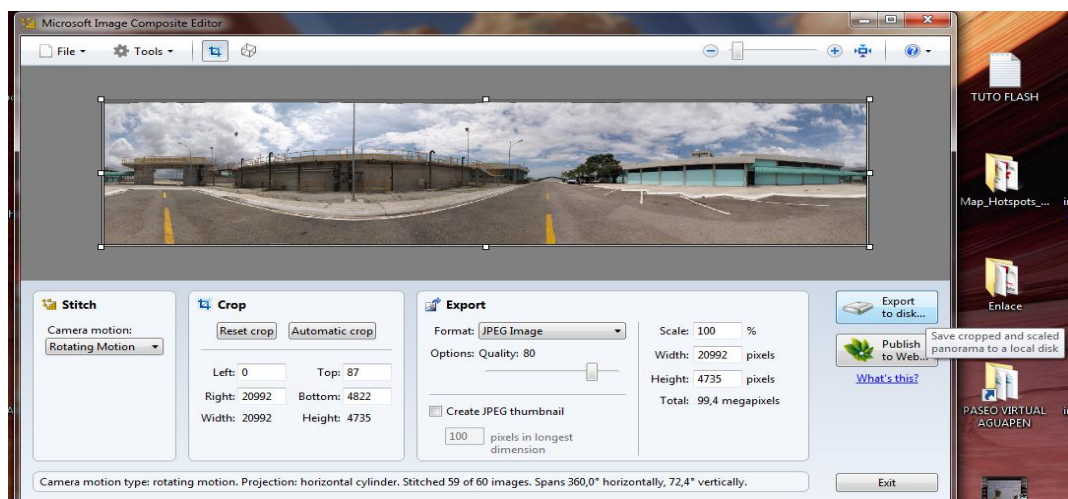 Microsoft Image Composite Editor
File
Tools
TUTO FLASH
Map_Hotspots_...
Enlace
PASEO VIRTUAL
AGUAPEN
Stitch
Camera motion:
Rotating Motion
Crop
Reset crop
Automatic crop
Left: 0
Top: 87
Right: 20992
Bottom: 4822
Width: 20992
Height: 4735
Export
Format: JPEG Image
Options: Quality: 80
Create JPEG thumbnail
100 pixels in longest
dimension
Scale: 100 %
Width: 20992 pixels
Height: 4735 pixels
Total: 99,4 megapixels
Export
to disk...
Save cropped and scaled
panorama to a local disk
Publish
to Web...
What's this?
Camera motion type: rotating motion. Projection: horizontal cylinder. Stitched 59 of 60 images. Spans 360,0° horizontally, 72,4° vertically.
Exit